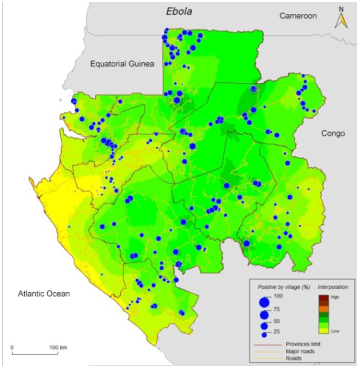 Ebola
Cameroon
N
Equatorial Guinea
Congo
Atlantic Ocean
0 100 km
Positive by village (%) Interpolation
100 High
75
50
25 Low
Provinces limit
Major roads
Roads